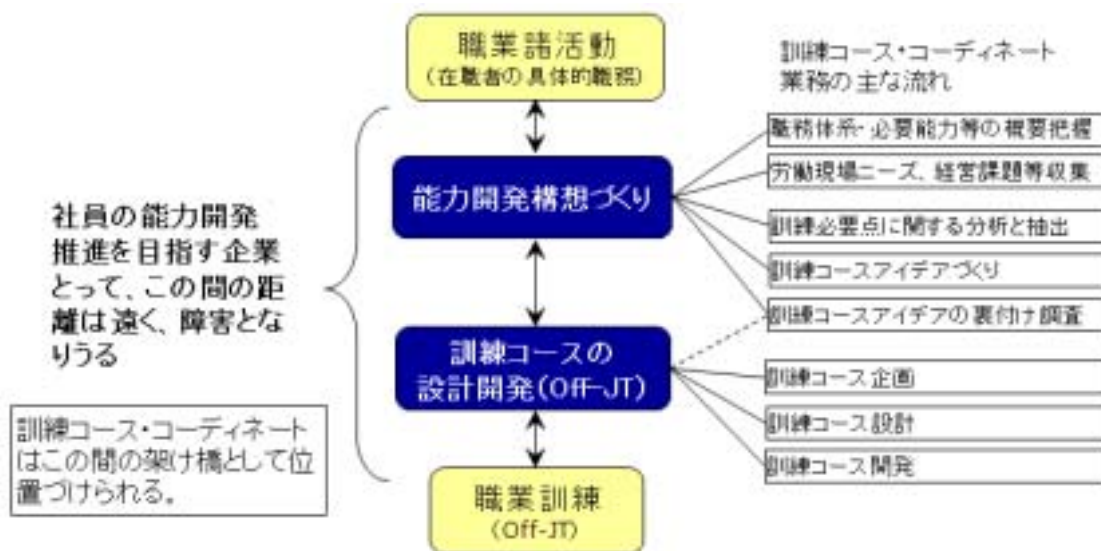 職業諸活動
(在職者の具体的職務)
能力開発構想づくり
訓練コースの
設計開発(Off-JT)
職業訓練
(Off-JT)
社員の能力開発
推進を目指す企業
とって、この間の距
離は遠く、障害とな
りうる
訓練コース・コーディネート
はこの間の架け橋として位
置づけられる。
訓練コース・コーディネート
業務の主な流れ
職務体系・必要能力等の概要把握
労働現場ニーズ、経営課題等収集
訓練必要点に関する分析と抽出
訓練コースアイデアづくり
訓練コースアイデアの裏付け調査
訓練コース企画
訓練コース設計
訓練コース開発